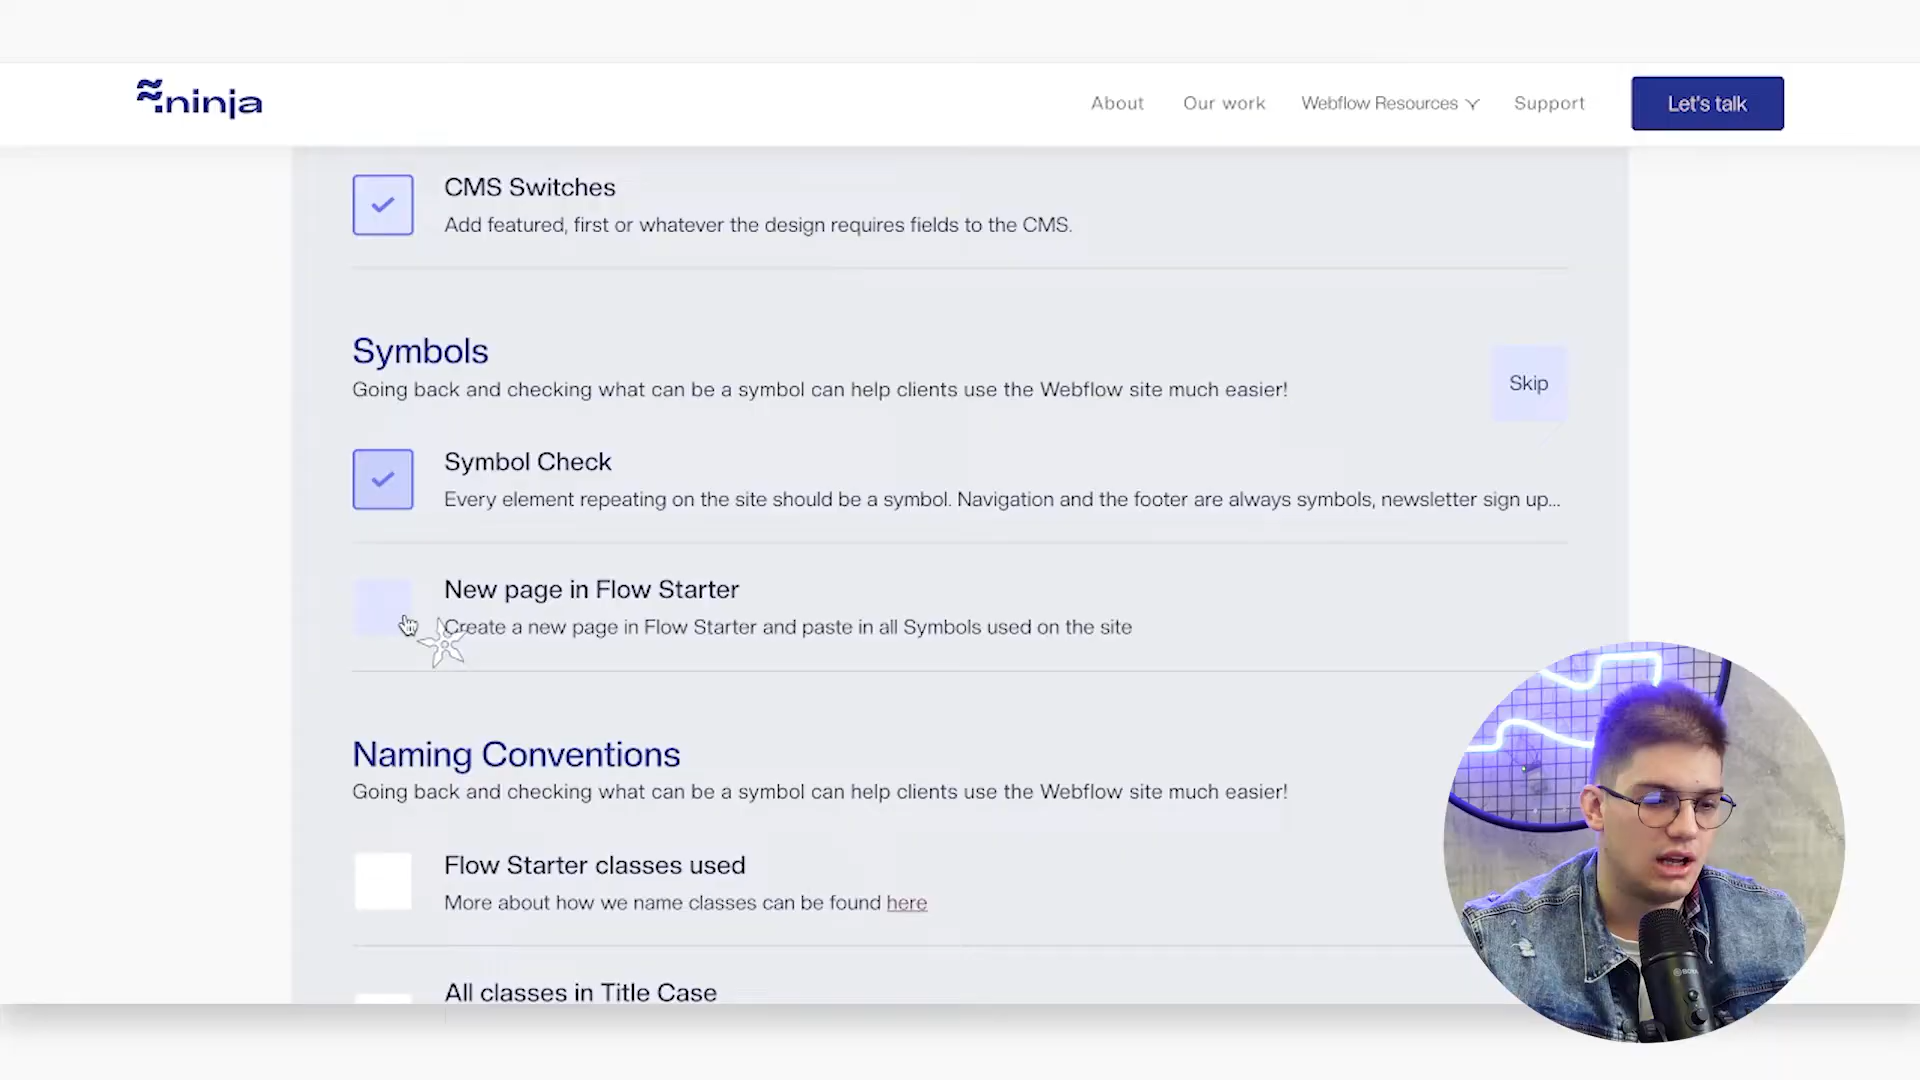 ninja
About
Our work
Webflow Resources
Support
Let's talk
CMS Switches
Add featured, first or whatever the design requires fields to the CMS.
Symbols
Going back and checking what can be a symbol can help clients use the Webflow site much easier!
Skip
Symbol Check
Every element repeating on the site should be a symbol. Navigation and the footer are always symbols, newsletter sign up...
New page in Flow Starter
Create a new page in Flow Starter and paste in all Symbols used on the site
Naming Conventions
Going back and checking what can be a symbol can help clients use the Webflow site much easier!
Flow Starter classes used
More about how we name classes can be found here
All classes in Title Case